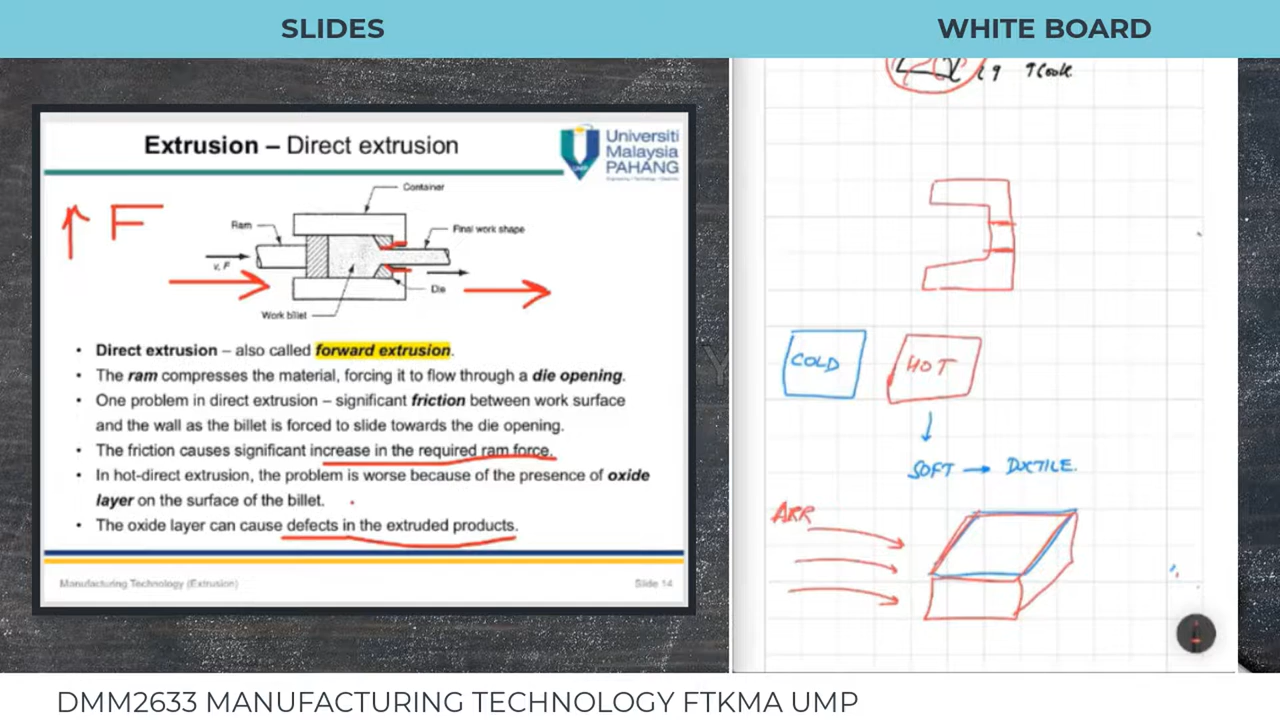 SLIDES
WHITE BOARD
Extrusion – Direct extrusion
Universiti
Malaysia
PAHANG
↑ F
Container
Ram
Final work shape
v, F
Die
Work billet
• Direct extrusion – also called forward extrusion.
• The ram compresses the material, forcing it to flow through a die opening.
• One problem in direct extrusion – significant friction between work surface
and the wall as the billet is forced to slide towards the die opening.
• The friction causes significant increase in the required ram force.
• In hot-direct extrusion, the problem is worse because of the presence of oxide
layer on the surface of the billet.
• The oxide layer can cause defects in the extruded products.
Manufacturing Technology (Extrusion)
Slide 14
COLD
HOT
SOFT → DUCTILE.
DMM2633 MANUFACTURING TECHNOLOGY FTKMA UMP